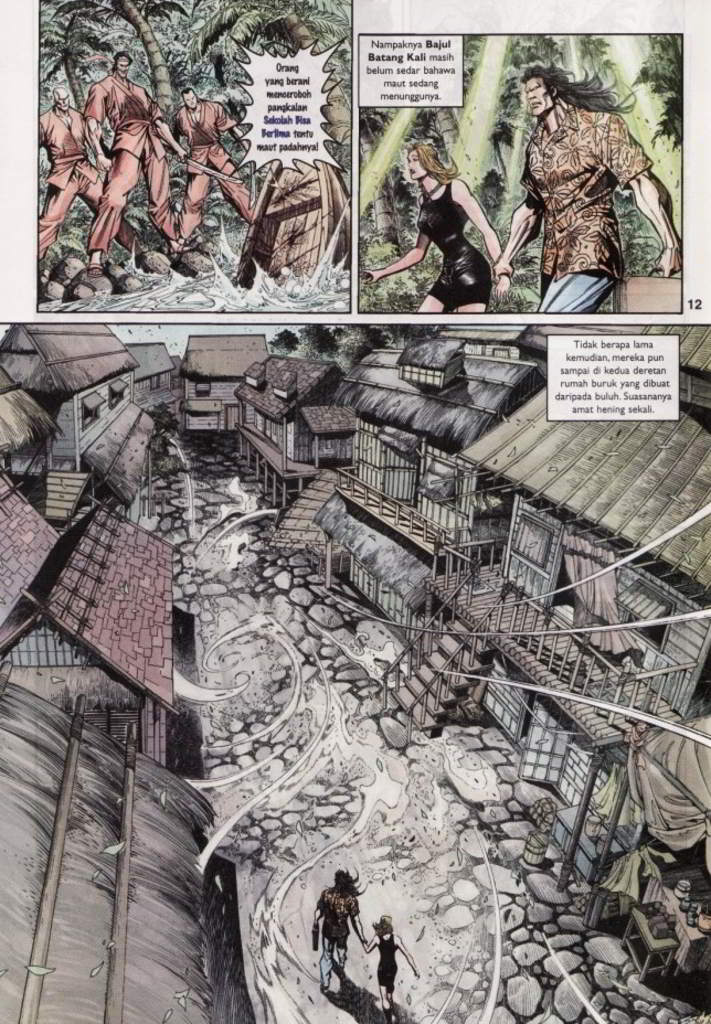 Orang
yang berani
menceroboh
pangkalan
Sekolah Bisa
Berlima tentu
maut padahnya!
Nampaknya Bajul
Batang Kali masih
belum sedar bahawa
maut sedang
menunggunya.
12
Tidak berapa lama
kemudian, mereka pun
sampai di kedua deretan
rumah buruk yang dibuat
daripada buluh. Suasananya
amat hening sekali.